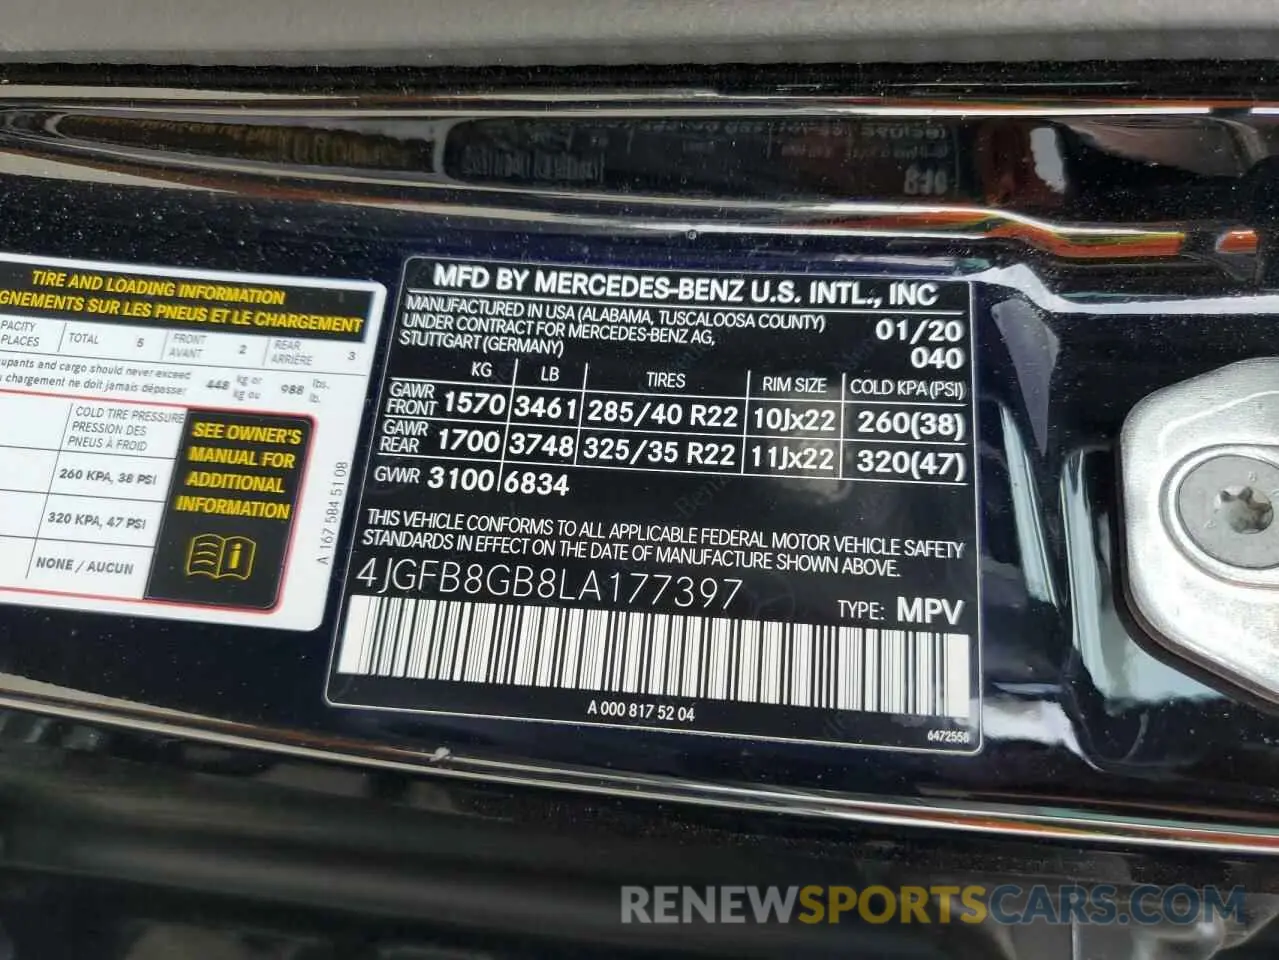 TIRE AND LOADING INFORMATION
GNEMENTS SUR LES PNEUS ET LE CHARGEMENT
PACITY TOTAL 5 FRONT 2 REAR 3
PLACES AVANT ARRIÈRE
upants and cargo should never exceed 448 kg or 988 lbs.
chargement ne doit jamais dépasser kg ou lb.
COLD TIRE PRESSURE
PRESSION DES
PNEUS À FROID
260 KPA, 38 PSI
320 KPA, 47 PSI
NONE / AUCUN
SEE OWNER'S
MANUAL FOR
ADDITIONAL
INFORMATION
A 167 584 51 08
MFD BY MERCEDES-BENZ U.S. INTL., INC
MANUFACTURED IN USA (ALABAMA, TUSCALOOSA COUNTY) 01/20
UNDER CONTRACT FOR MERCEDES-BENZ AG, 040
STUTTGART (GERMANY)
KG LB TIRES RIM SIZE COLD KPA (PSI)
GAWR FRONT 1570 3461 285/40 R22 10Jx22 260(38)
GAWR REAR 1700 3748 325/35 R22 11Jx22 320(47)
GVWR 3100 6834
THIS VEHICLE CONFORMS TO ALL APPLICABLE FEDERAL MOTOR VEHICLE SAFETY
STANDARDS IN EFFECT ON THE DATE OF MANUFACTURE SHOWN ABOVE.
4JGFB8GB8LA177397
TYPE: MPV
A 000 817 52 04
6472556
RENEWSPORTSCARS.COM